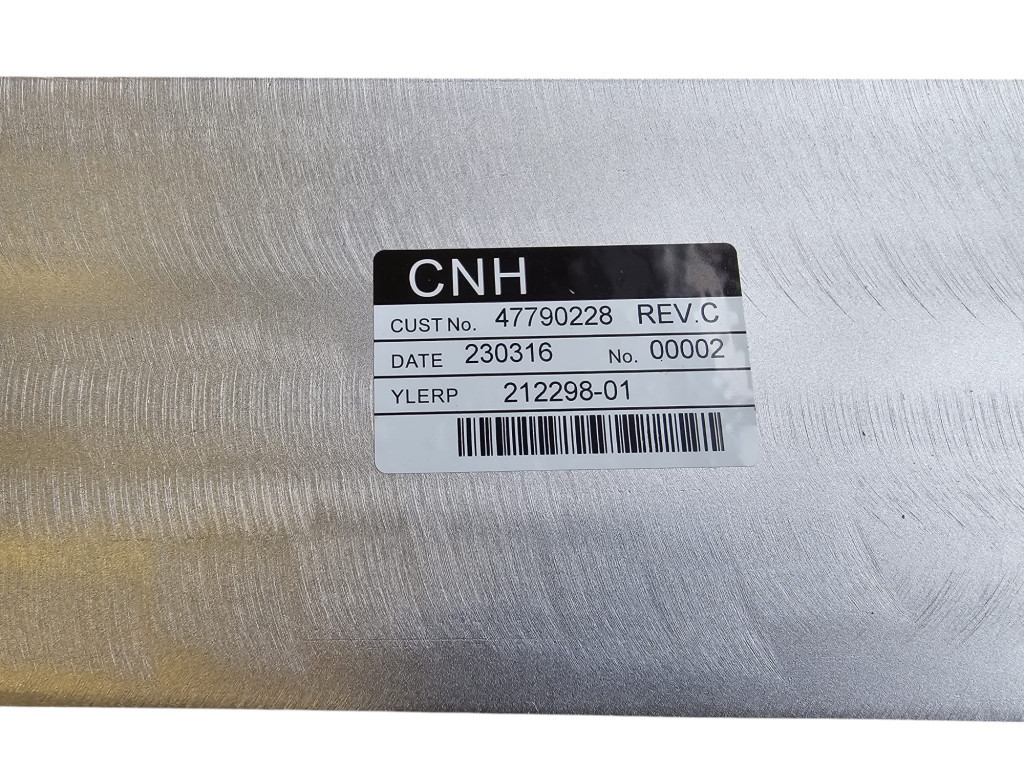 CNH
CUST No. 47790228 REV.C
DATE 230316 No. 00002
YLERP 212298-01